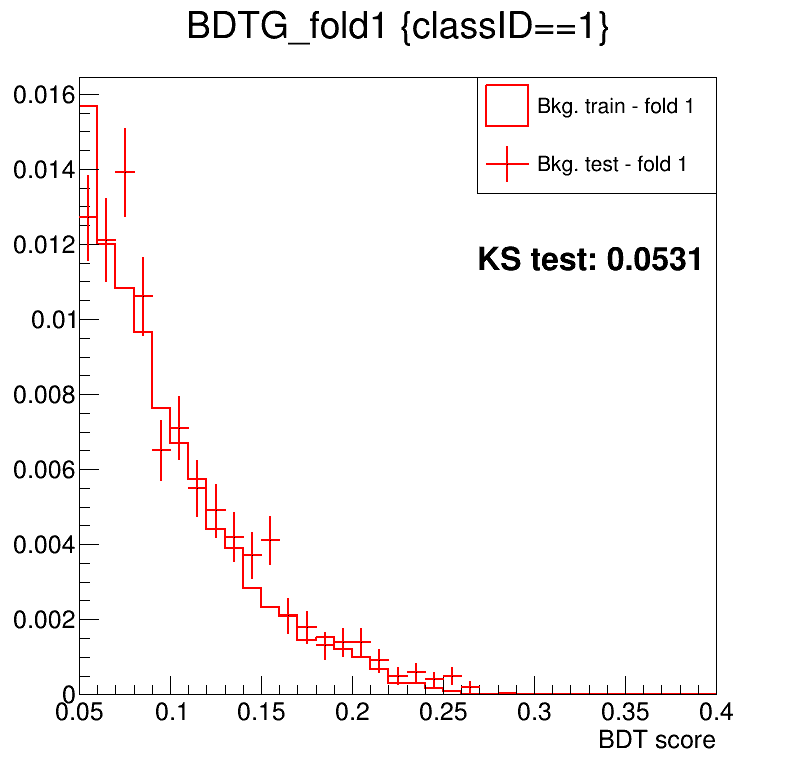 BDTG_fold1 {classID==1}
Bkg. train - fold 1
Bkg. test - fold 1
KS test: 0.0531
0.016
0.014
0.012
0.01
0.008
0.006
0.004
0.002
0
0.05 0.1 0.15 0.2 0.25 0.3 0.35 0.4
BDT score